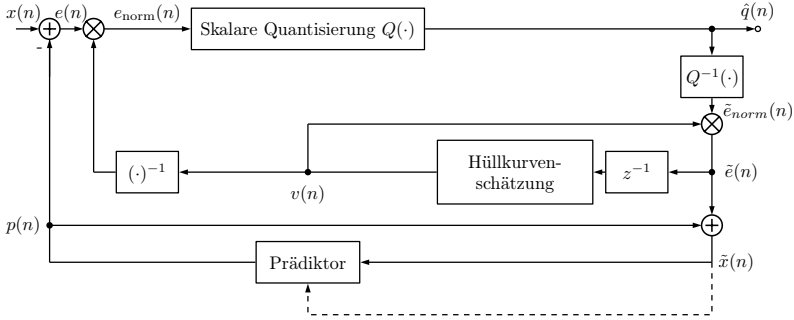 x(n)
e(n)
e_norm(n)
Skalare Quantisierung Q(·)
q̂(n)
-
Q⁻¹(·)
ẽ_norm(n)
(·)⁻¹
v(n)
Hüllkurven-
schätzung
z⁻¹
ẽ(n)
p(n)
Prädiktor
x̃(n)